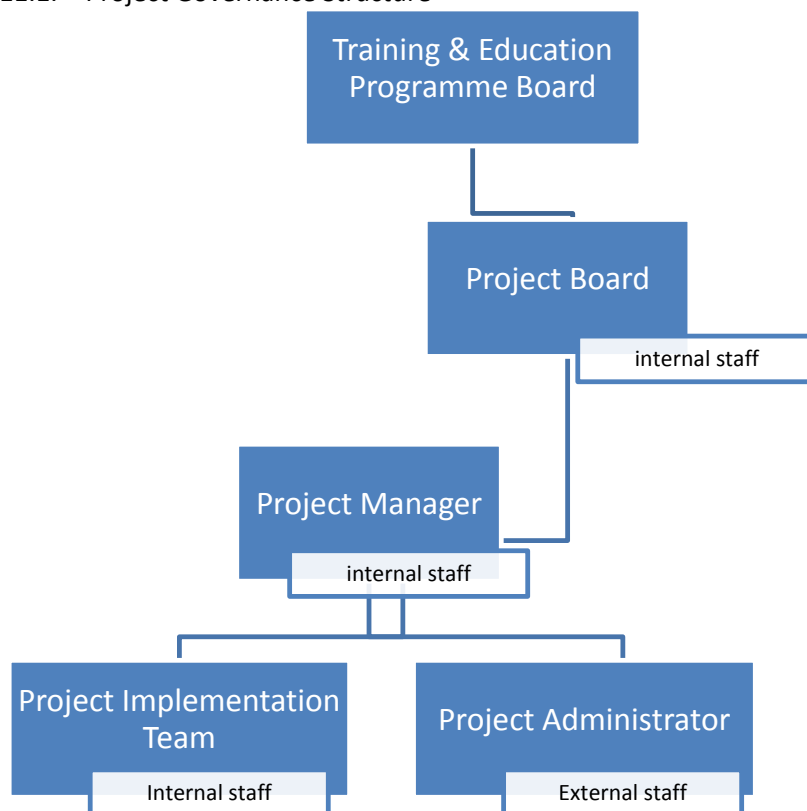 Project Governance Structure
Training & Education
Programme Board
Project Board
internal staff
Project Manager
internal staff
Project Implementation
Team
Internal staff
Project Administrator
External staff